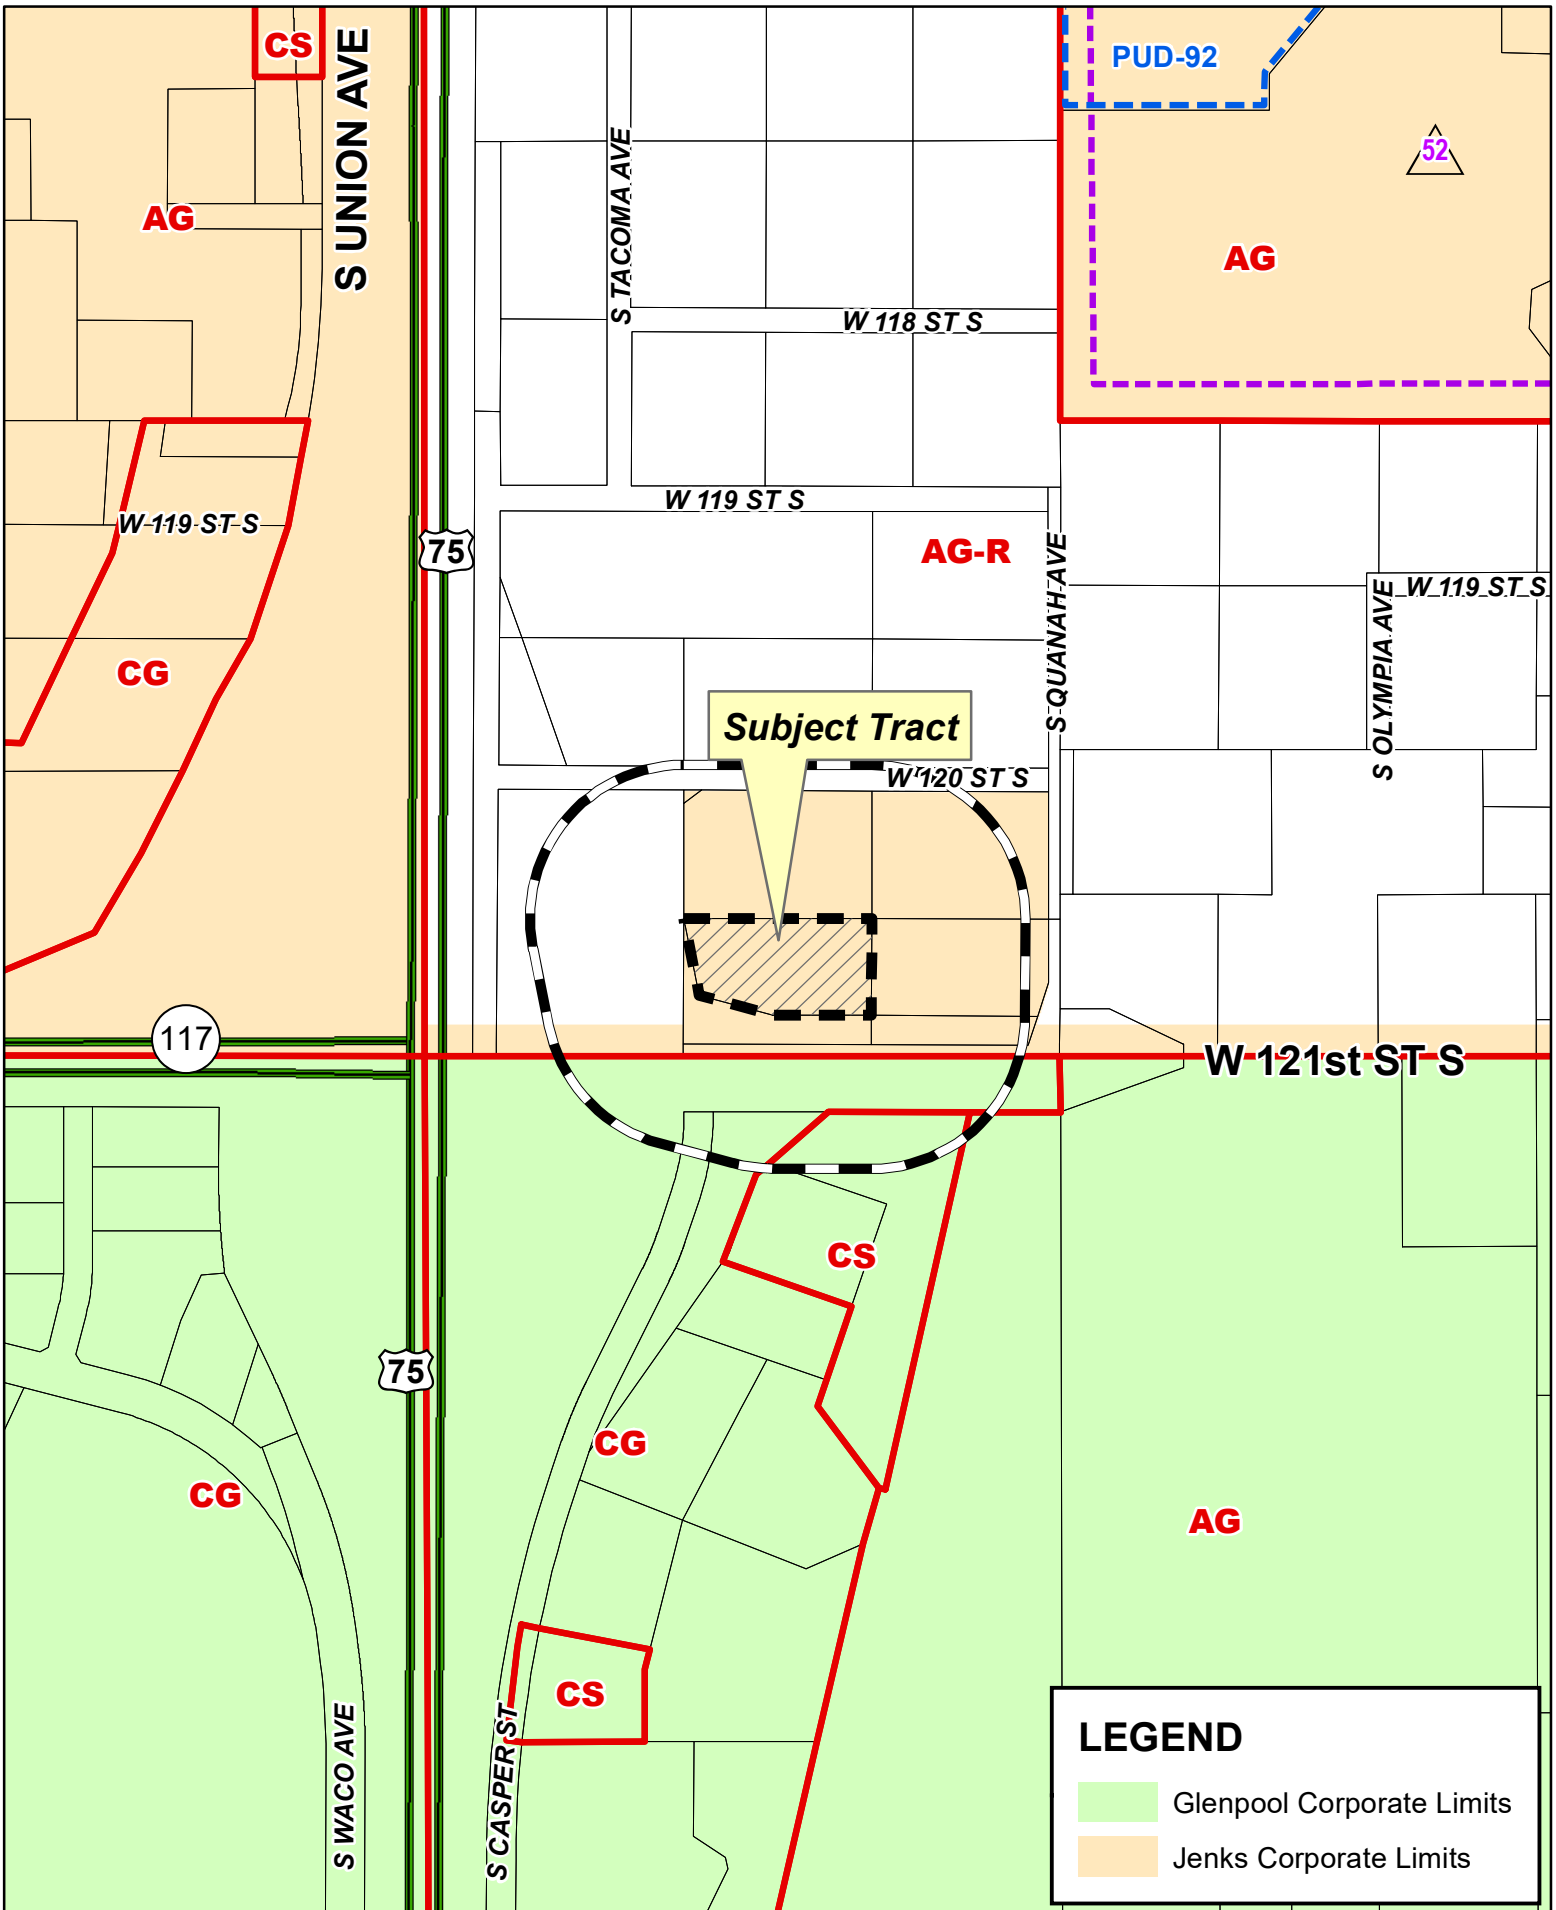 CS
S UNION AVE
PUD-92
52
AG
S TACOMA AVE
AG
W 118 ST S
W 119 ST S
W 119 ST S
75
AG-R
S QUANAH AVE
W 119 ST S
S OLYMPIA AVE
CG
Subject Tract
W 120 ST S
117
W 121st ST S
CS
75
CG
CG
AG
CS
S WACO AVE
S CASPER ST
LEGEND
Glenpool Corporate Limits
Jenks Corporate Limits